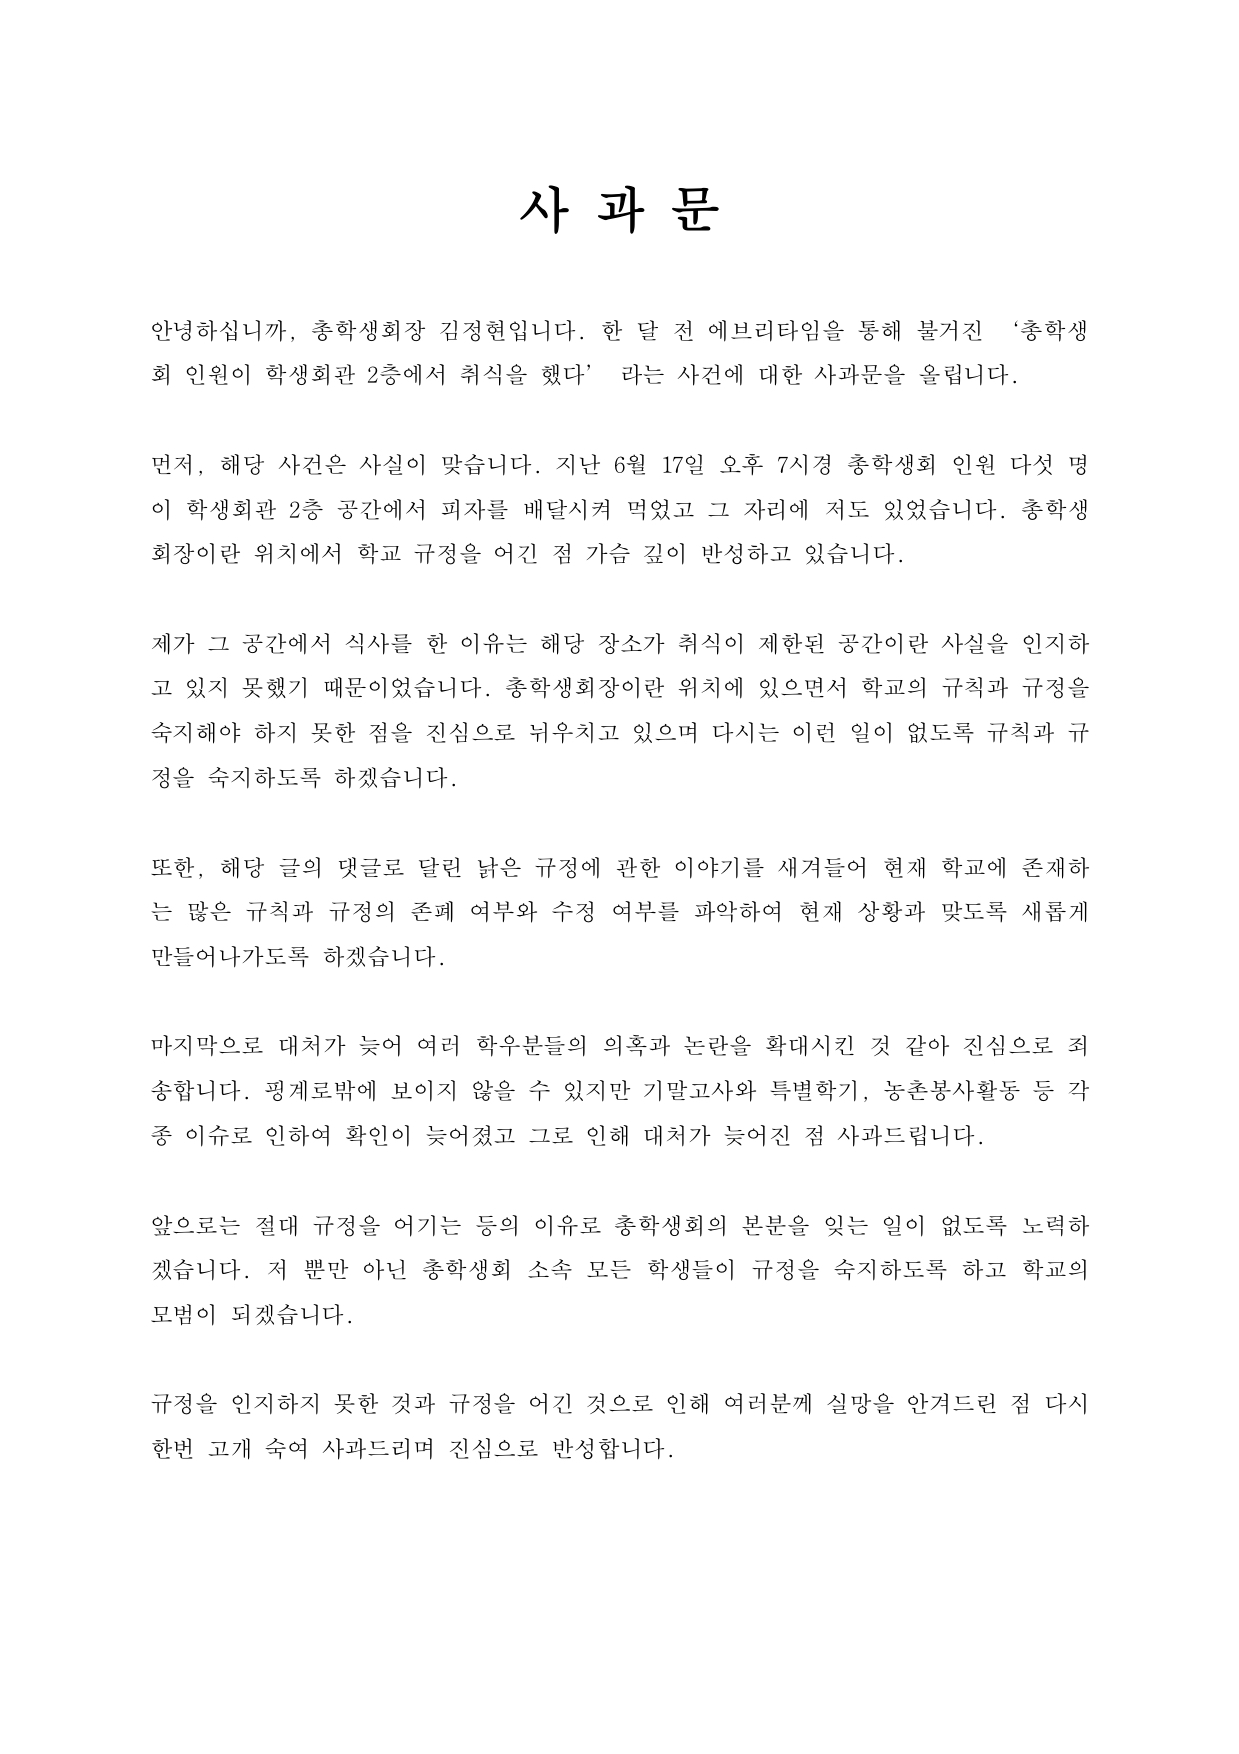 사 과 문
안녕하십니까, 총학생회장 김정현입니다. 한 달 전 에브리타임을 통해 불거진 ‘총학생
회 인원이 학생회관 2층에서 취식을 했다’ 라는 사건에 대한 사과문을 올립니다.
먼저, 해당 사건은 사실이 맞습니다. 지난 6월 17일 오후 7시경 총학생회 인원 다섯 명
이 학생회관 2층 공간에서 피자를 배달시켜 먹었고 그 자리에 저도 있었습니다. 총학생
회장이란 위치에서 학교 규정을 어긴 점 가슴 깊이 반성하고 있습니다.
제가 그 공간에서 식사를 한 이유는 해당 장소가 취식이 제한된 공간이란 사실을 인지하
고 있지 못했기 때문이었습니다. 총학생회장이란 위치에 있으면서 학교의 규칙과 규정을
숙지해야 하지 못한 점을 진심으로 뉘우치고 있으며 다시는 이런 일이 없도록 규칙과 규
정을 숙지하도록 하겠습니다.
또한, 해당 글의 댓글로 달린 낡은 규정에 관한 이야기를 새겨들어 현재 학교에 존재하
는 많은 규칙과 규정의 존폐 여부와 수정 여부를 파악하여 현재 상황과 맞도록 새롭게
만들어나가도록 하겠습니다.
마지막으로 대처가 늦어 여러 학우분들의 의혹과 논란을 확대시킨 것 같아 진심으로 죄
송합니다. 핑계로밖에 보이지 않을 수 있지만 기말고사와 특별학기, 농촌봉사활동 등 각
종 이슈로 인하여 확인이 늦어졌고 그로 인해 대처가 늦어진 점 사과드립니다.
앞으로는 절대 규정을 어기는 등의 이유로 총학생회의 본분을 잊는 일이 없도록 노력하
겠습니다. 저 뿐만 아닌 총학생회 소속 모든 학생들이 규정을 숙지하도록 하고 학교의
모범이 되겠습니다.
규정을 인지하지 못한 것과 규정을 어긴 것으로 인해 여러분께 실망을 안겨드린 점 다시
한번 고개 숙여 사과드리며 진심으로 반성합니다.